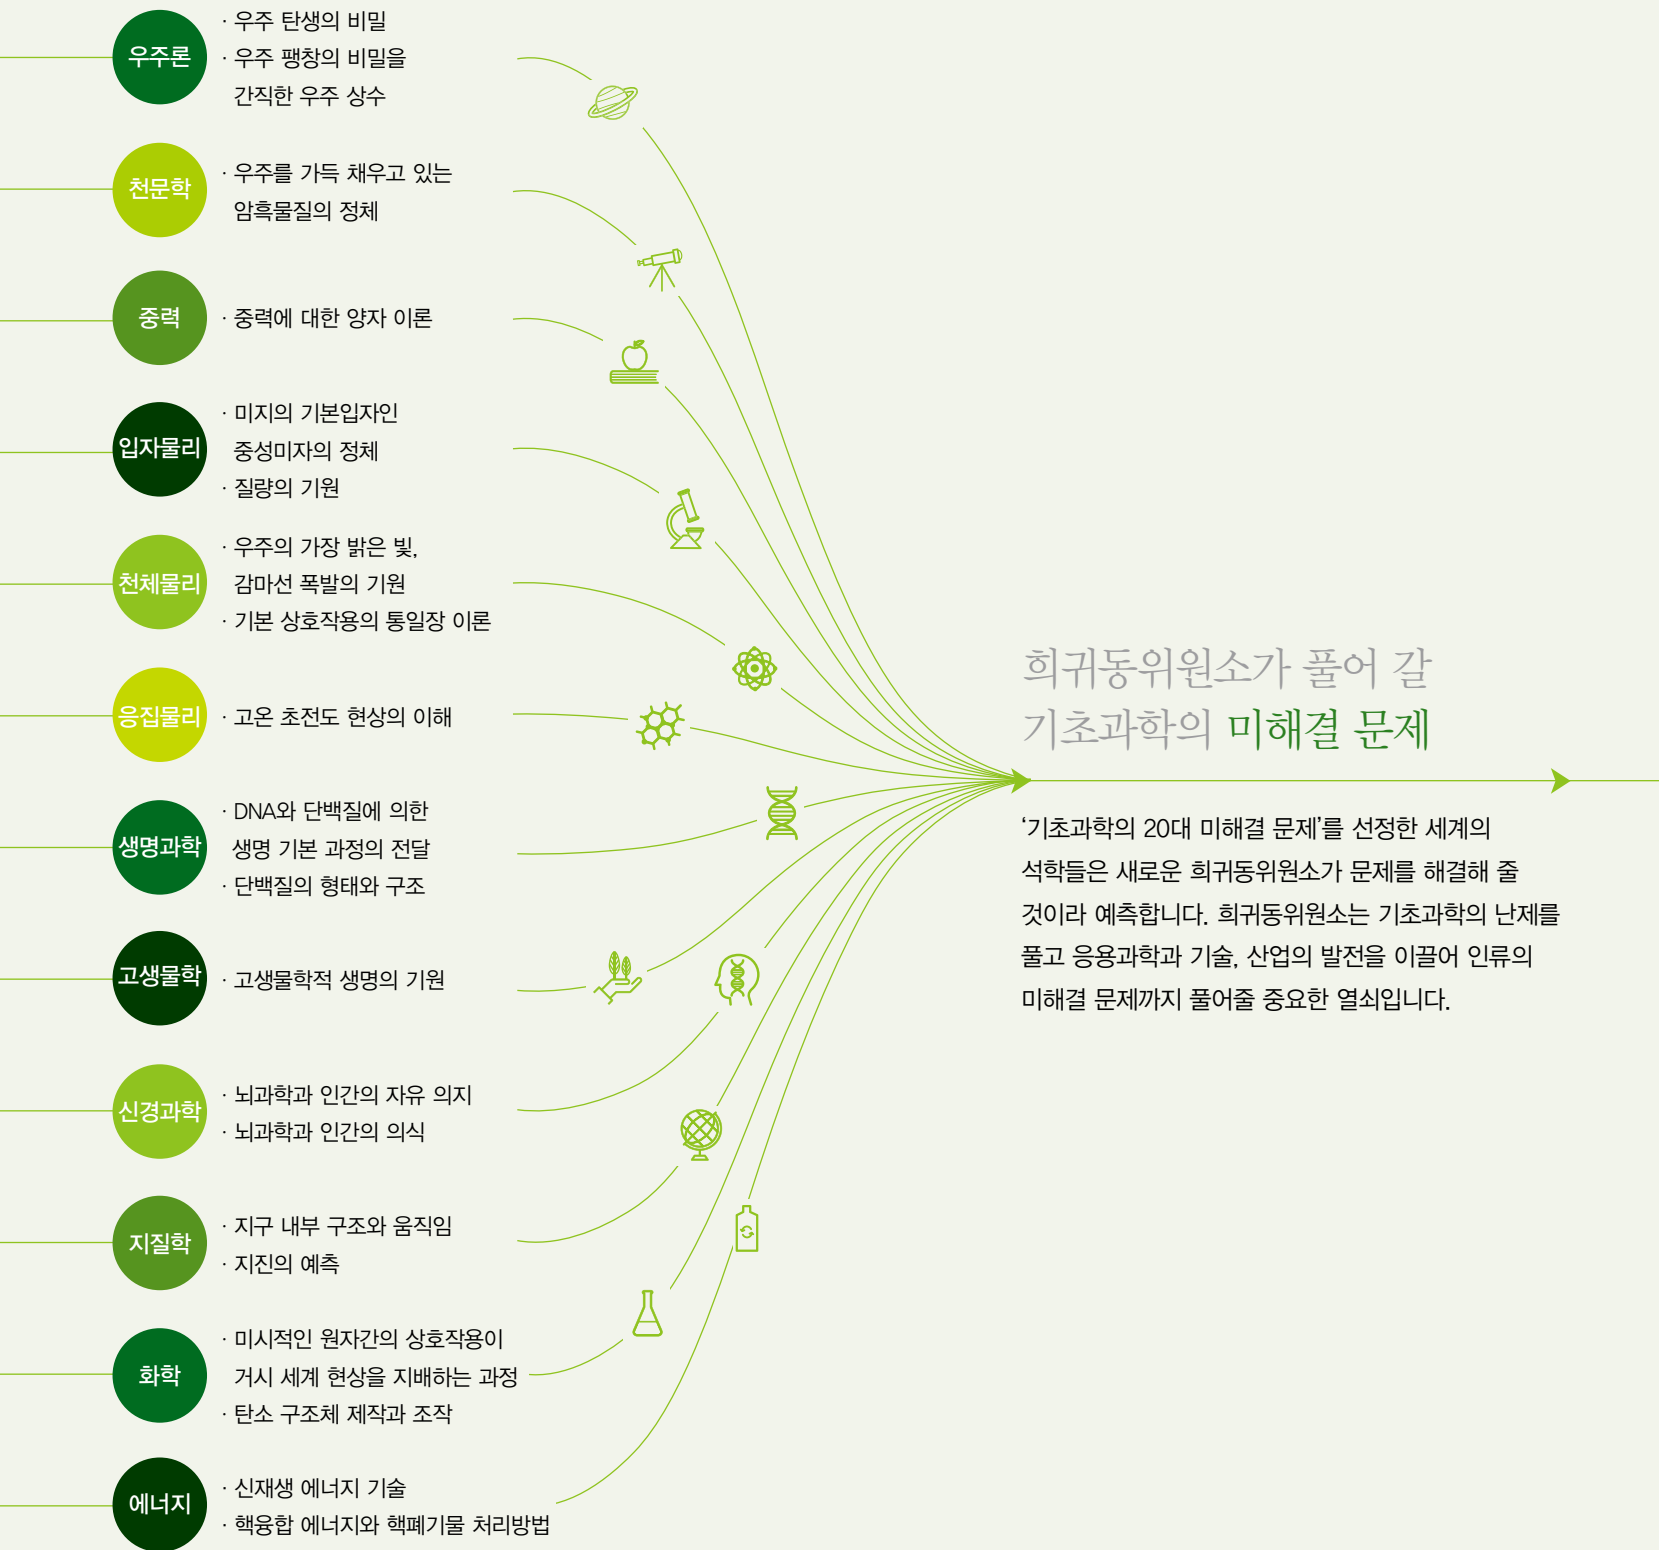 우주론
· 우주 탄생의 비밀
· 우주 팽창의 비밀을
간직한 우주 상수
천문학
· 우주를 가득 채우고 있는
암흑물질의 정체
중력
· 중력에 대한 양자 이론
입자물리
· 미지의 기본입자인
중성미자의 정체
· 질량의 기원
천체물리
· 우주의 가장 밝은 빛,
감마선 폭발의 기원
· 기본 상호작용의 통일장 이론
응집물리
· 고온 초전도 현상의 이해
생명과학
· DNA와 단백질에 의한
생명 기본 과정의 전달
· 단백질의 형태와 구조
고생물학
· 고생물학적 생명의 기원
신경과학
· 뇌과학과 인간의 자유 의지
· 뇌과학과 인간의 의식
지질학
· 지구 내부 구조와 움직임
· 지진의 예측
화학
· 미시적인 원자간의 상호작용이
거시 세계 현상을 지배하는 과정
· 탄소 구조체 제작과 조작
에너지
· 신재생 에너지 기술
· 핵융합 에너지와 핵폐기물 처리방법
희귀동위원소가 풀어 갈
기초과학의 미해결 문제
‘기초과학의 20대 미해결 문제’를 선정한 세계의
석학들은 새로운 희귀동위원소가 문제를 해결해 줄
것이라 예측합니다. 희귀동위원소는 기초과학의 난제를
풀고 응용과학과 기술, 산업의 발전을 이끌어 인류의
미해결 문제까지 풀어줄 중요한 열쇠입니다.